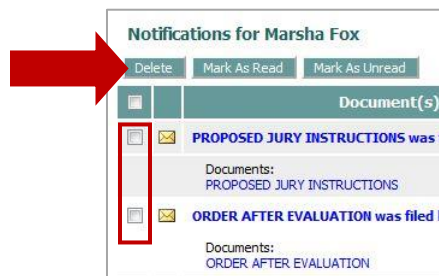 Notifications for Marsha Fox
Delete Mark As Read Mark As Unread
Document(s)
PROPOSED JURY INSTRUCTIONS was
Documents:
PROPOSED JURY INSTRUCTIONS
ORDER AFTER EVALUATION was filed
Documents:
ORDER AFTER EVALUATION